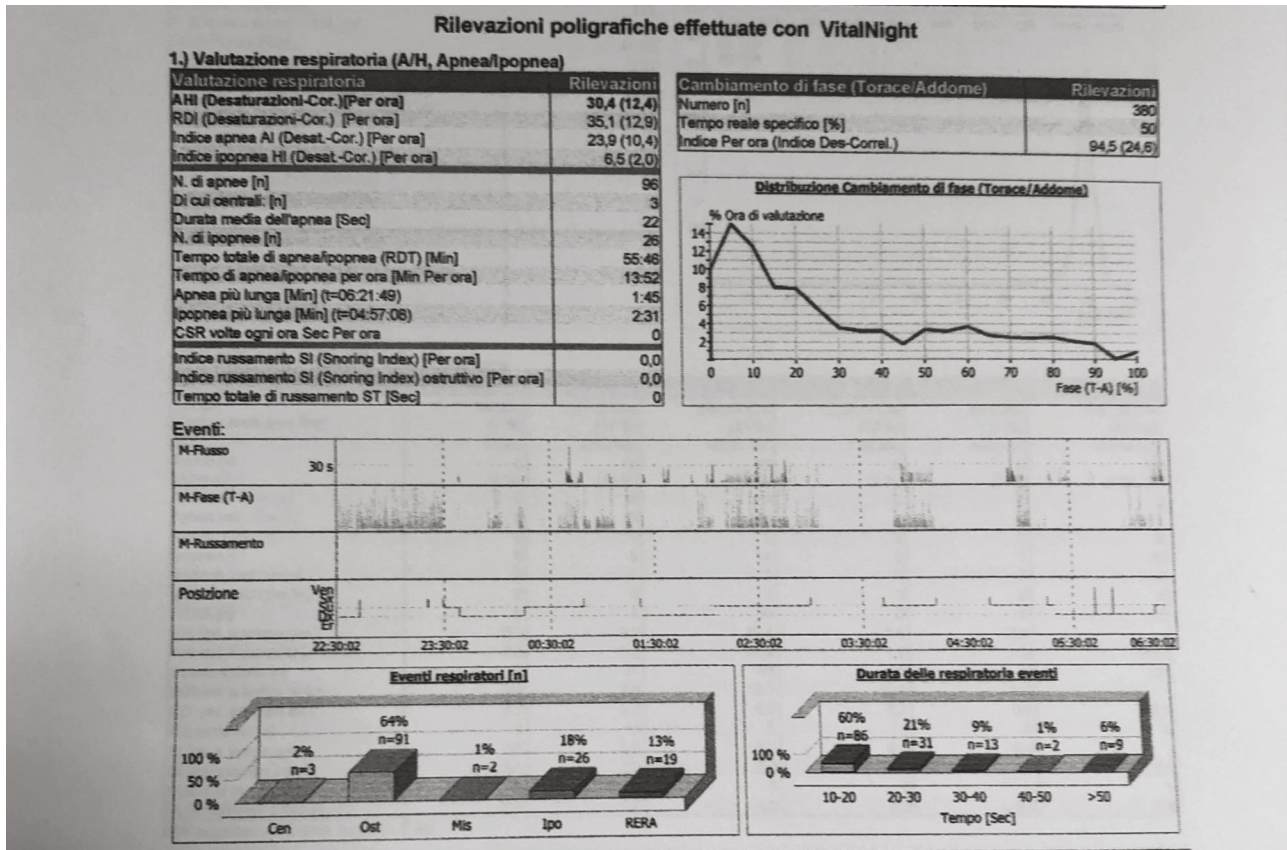 Rilevazioni poligrafiche effettuate con VitalNight
1.) Valutazione respiratoria (A/H, Apnea/Ipopnea)
Valutazione respiratoria Rilevazioni
AHI (Desaturazioni-Cor.)[Per ora] 30,4 (12,4)
RDI (Desaturazioni-Cor.) [Per ora] 35,1 (12,9)
Indice apnea AI (Desat.-Cor.) [Per ora] 23,9 (10,4)
Indice ipopnea HI (Desat.-Cor.) [Per ora] 6,5 (2,0)
N. di apnee [n] 96
Di cui centrali: [n] 3
Durata media dell'apnea [Sec] 22
N. di ipopnee [n] 26
Tempo totale di apnea/ipopnea (RDT) [Min] 55:46
Tempo di apnea/ipopnea per ora [Min Per ora] 13:52
Apnea più lunga [Min] (t=06:21:49) 1:45
Ipopnea più lunga [Min] (t=04:57:08) 2:31
CSR volte ogni ora Sec Per ora 0
Indice russamento SI (Snoring Index) [Per ora] 0,0
Indice russamento SI (Snoring Index) ostruttivo [Per ora] 0,0
Tempo totale di russamento ST [Sec] 0
Cambiamento di fase (Torace/Addome) Rilevazioni
Numero [n] 380
Tempo reale specifico [%] 50
Indice Per ora (Indice Des-Correl.) 94,5 (24,6)
Distribuzione Cambiamento di fase (Torace/Addome)
% Ora di valutazione
14
12
10
8
6
4
2
0 10 20 30 40 50 60 70 80 90 100
Fase (T-A) [%]
Eventi:
M-Flusso
30 s
M-Fase (T-A)
M-Russamento
Posizione
22:30:02 23:30:02 00:30:02 01:30:02 02:30:02 03:30:02 04:30:02 05:30:02 06:30:02
Eventi respiratori [n]
2% 64% 1% 18% 13%
n=3 n=91 n=2 n=26 n=19
100 %
50 %
0 %
Cen Ost Mis Ipo RERA
Durata delle respiratoria eventi
60% 21% 9% 1% 6%
n=86 n=31 n=13 n=2 n=9
100 %
0 %
10-20 20-30 30-40 40-50 >50
Tempo [Sec]